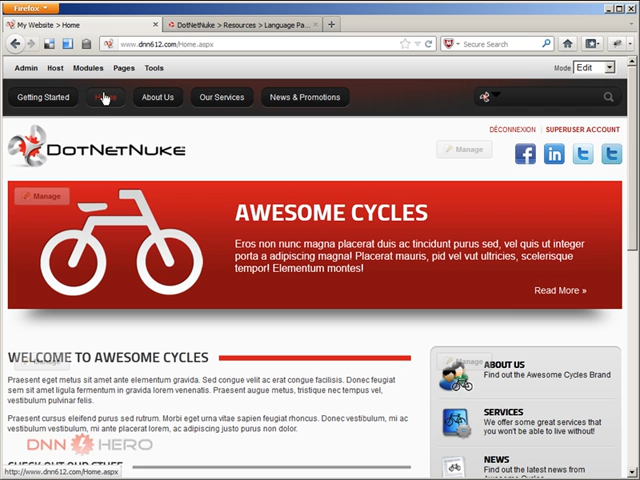 Firefox
My Website > Home
DotNetNuke > Resources > Language Pa...
www.dnn612.com/Home.aspx
Secure Search
Admin Host Modules Pages Tools
Mode Edit
Getting Started
About Us
Our Services
News & Promotions
DÉCONNEXION | SUPERUSER ACCOUNT
DOTNETNUKE
Manage
Manage
AWESOME CYCLES
Eros non nunc magna placerat duis ac tincidunt purus sed, vel quis ut integer
porta a adipiscing magna! Placerat mauris, pid vel vut ultricies, scelerisque
tempor! Elementum montes!
Read More »
WELCOME TO AWESOME CYCLES
Manage
Praesent eget metus sit amet ante elementum gravida. Sed congue velit ac erat congue facilisis. Donec feugiat
sem sit amet ligula fermentum in gravida lorem venenatis. Praesent augue metus, tristique nec tempus vel,
vestibulum pulvinar felis.
Praesent cursus eleifend purus sed rutrum. Morbi eget urna vitae sapien feugiat rhoncus. Donec vestibulum, mi ac
vestibulum vestibulum, mi ante placerat lorem, ac adipiscing justo purus non dolor.
DNN HERO
CHECK OUT OUR STUFF
Manage
ABOUT US
Find out the Awesome Cycles Brand
SERVICES
We offer some great services that
you won't be able to live without!
NEWS
Find out the latest news from
Awesome Cycles
http://www.dnn612.com/Home.aspx